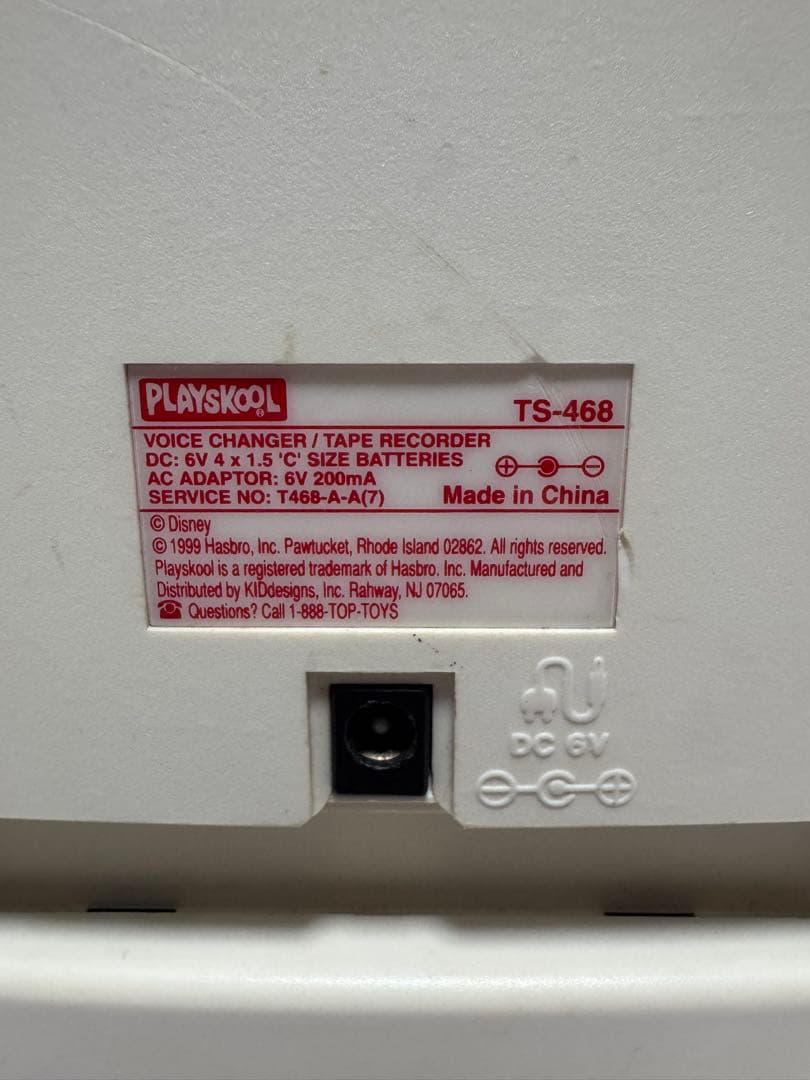 PLAYSKOOL®
TS-468
VOICE CHANGER / TAPE RECORDER
DC: 6V 4 x 1.5 'C' SIZE BATTERIES
AC ADAPTOR: 6V 200mA
SERVICE NO: T468-A-A(7)
Made in China
© Disney
© 1999 Hasbro, Inc. Pawtucket, Rhode Island 02862. All rights reserved.
Playskool is a registered trademark of Hasbro. Inc. Manufactured and
Distributed by KIDdesigns, Inc. Rahway, NJ 07065.
Questions? Call 1-888-TOP-TOYS
DC 6V